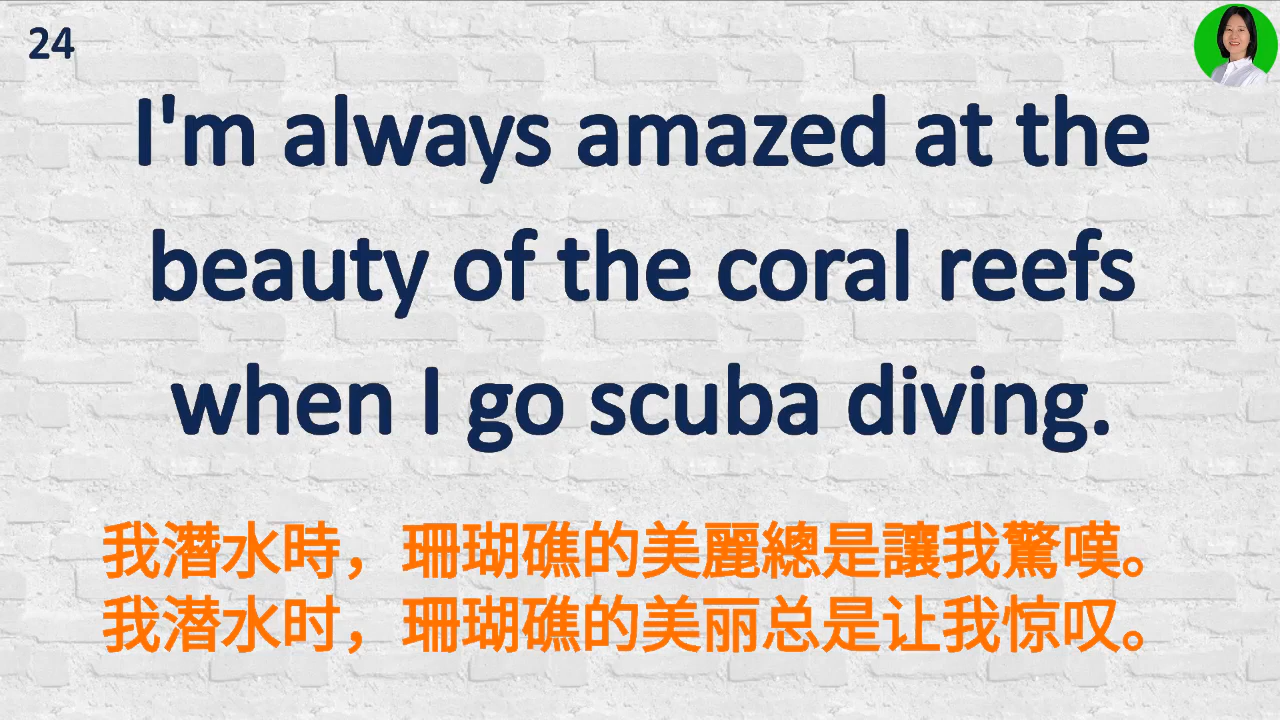 24
I'm always amazed at the
beauty of the coral reefs
when I go scuba diving.
我潛水時，珊瑚礁的美麗總是讓我驚嘆。
我潜水时，珊瑚礁的美丽总是让我惊叹。